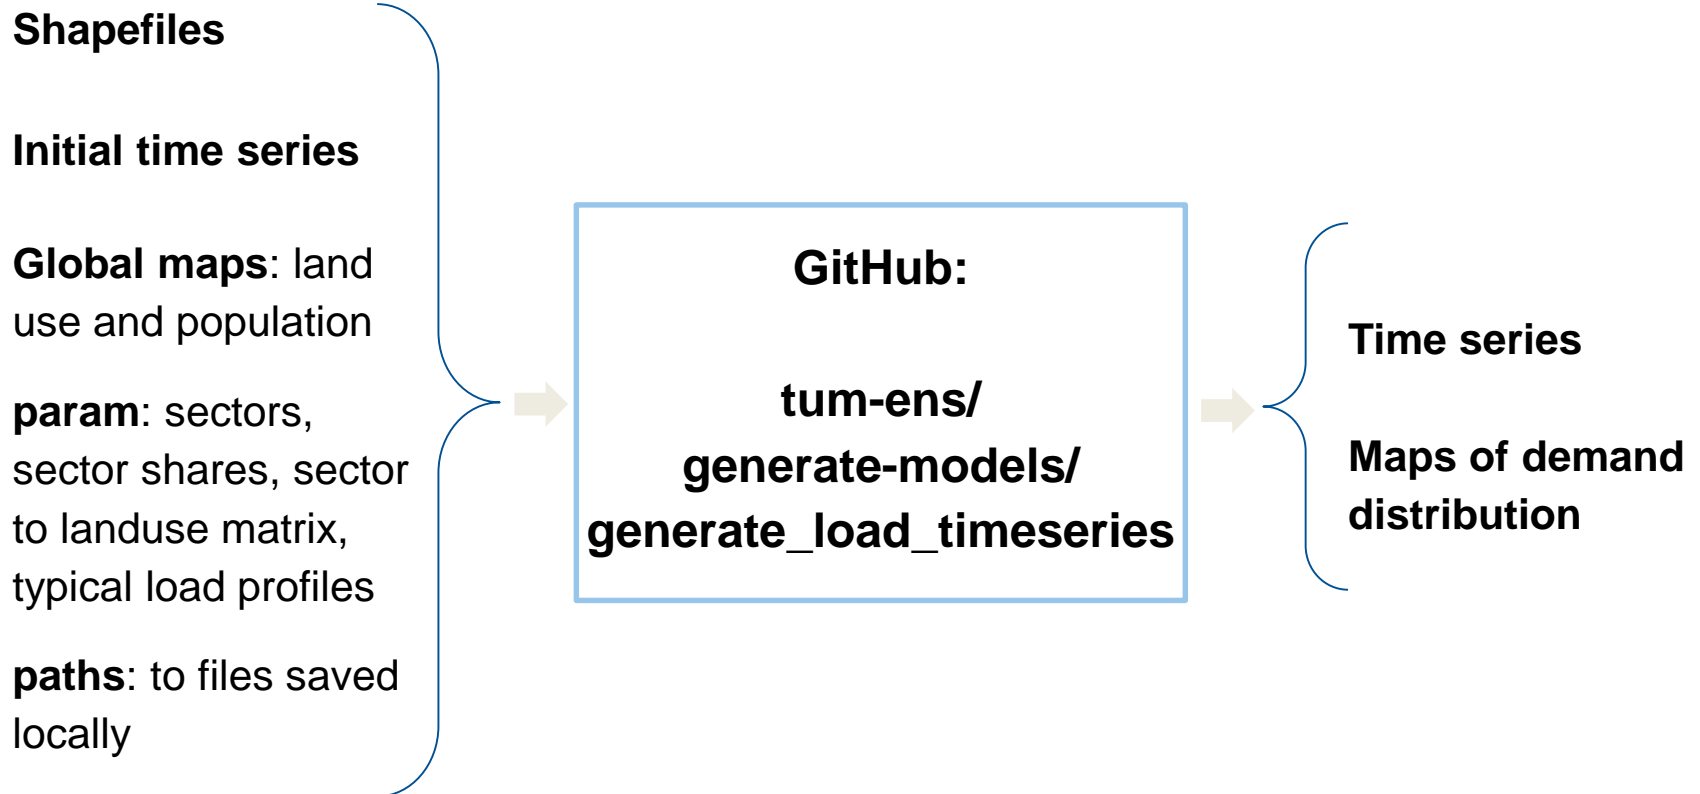 Shapefiles
Initial time series
Global maps: land
use and population
param: sectors,
sector shares, sector
to landuse matrix,
typical load profiles
paths: to files saved
locally
GitHub:
tum-ens/
generate-models/
generate_load_timeseries
Time series
Maps of demand
distribution